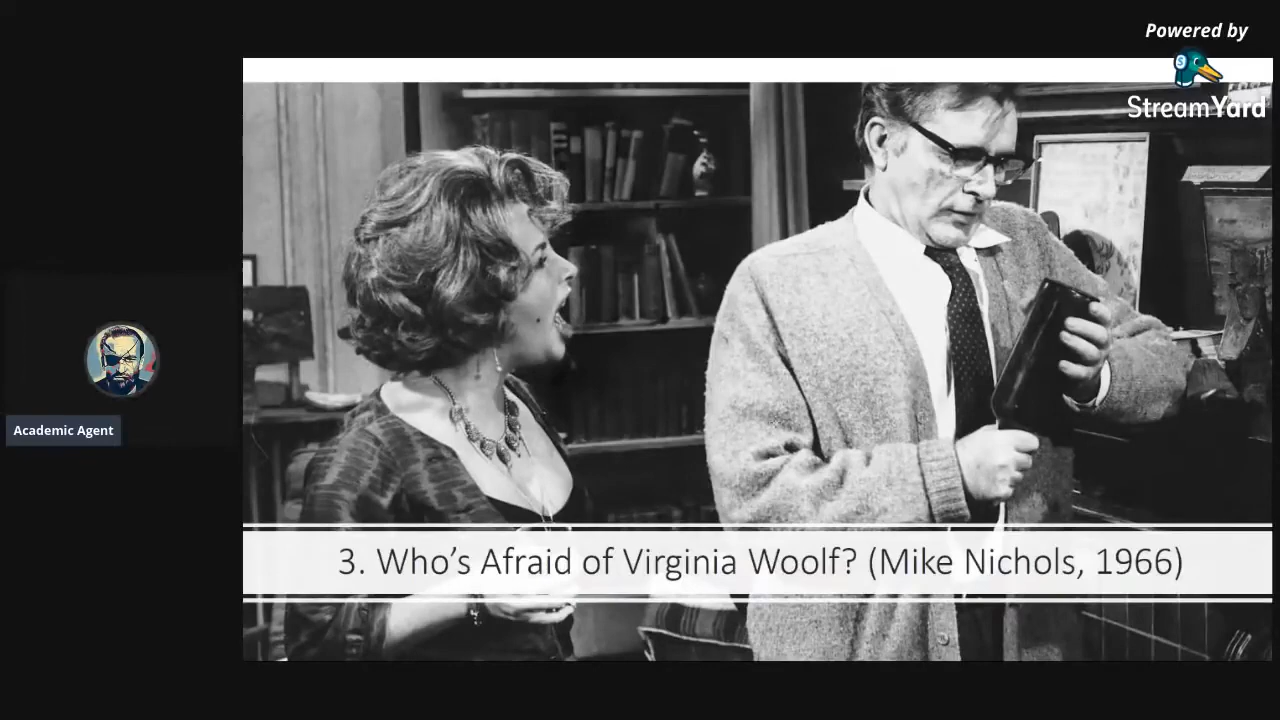 Powered by
StreamYard
Academic Agent
3. Who's Afraid of Virginia Woolf? (Mike Nichols, 1966)